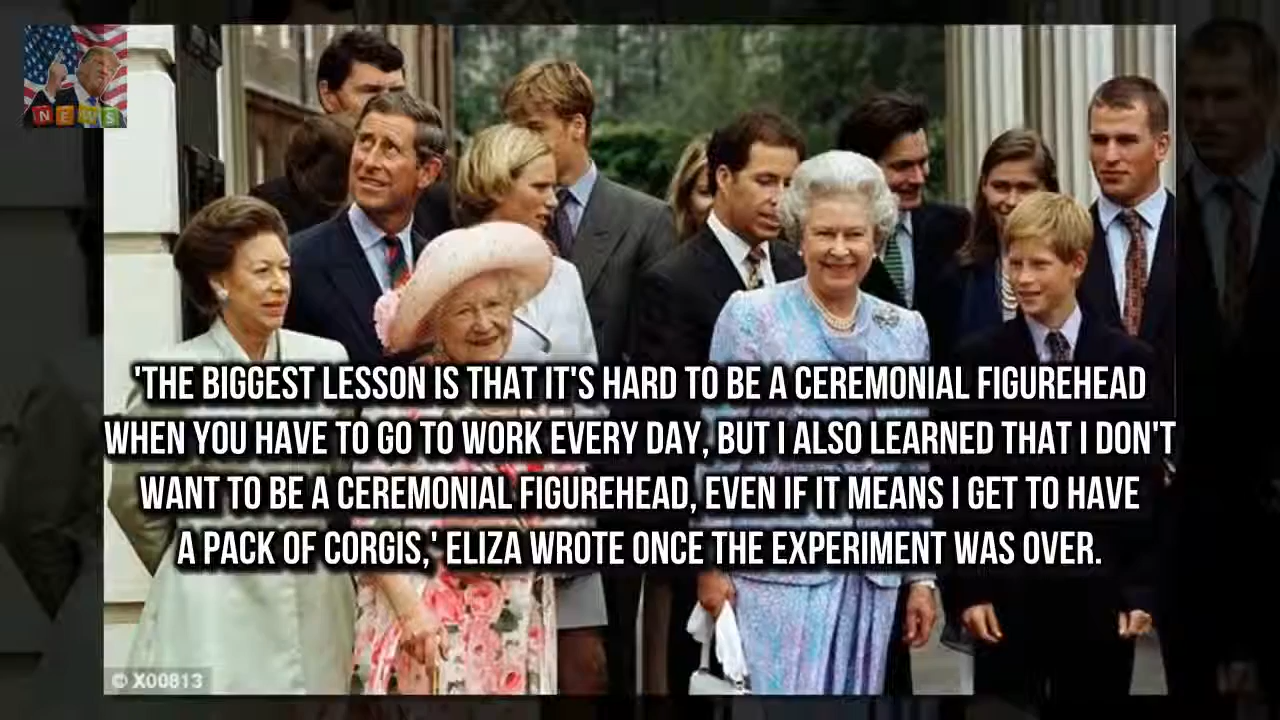 NEWS
'THE BIGGEST LESSON IS THAT IT'S HARD TO BE A CEREMONIAL FIGUREHEAD
WHEN YOU HAVE TO GO TO WORK EVERY DAY, BUT I ALSO LEARNED THAT I DON'T
WANT TO BE A CEREMONIAL FIGUREHEAD, EVEN IF IT MEANS I GET TO HAVE
A PACK OF CORGIS,' ELIZA WROTE ONCE THE EXPERIMENT WAS OVER.
© X00813